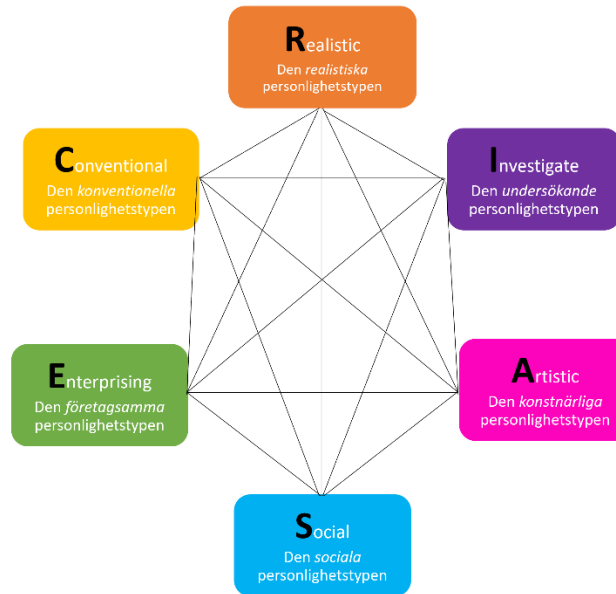 Realistic
Den realistiska
personlighetstypen
Conventional
Den konventionella
personlighetstypen
Investigate
Den undersökande
personlighetstypen
Enterprising
Den företagsamma
personlighetstypen
Artistic
Den konstnärliga
personlighetstypen
Social
Den sociala
personlighetstypen